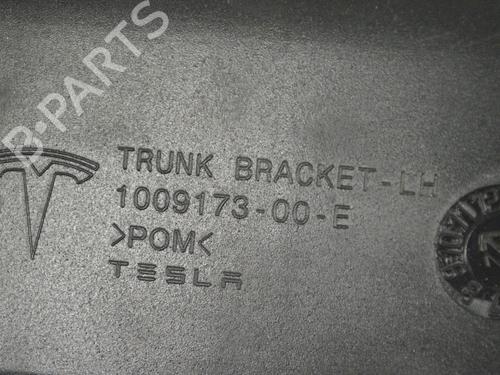 B-PARTS
TRUNK BRACKET-LH
1009173-00-E
>POM<
TESLA